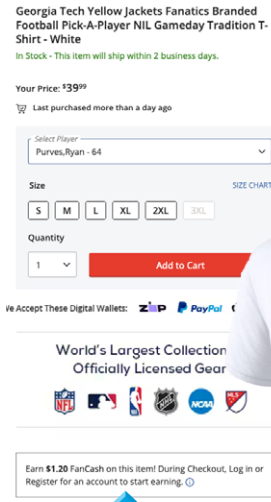 Georgia Tech Yellow Jackets Fanatics Branded
Football Pick-A-Player NIL Gameday Tradition T-
Shirt - White
In Stock - This item will ship within 2 business days.
Your Price: $39⁹⁹
Last purchased more than a day ago
Select Player
Purves,Ryan - 64
Size
SIZE CHART
S M L XL 2XL 3XL
Quantity
1
Add to Cart
We Accept These Digital Wallets: ZIP PayPal
World's Largest Collection
Officially Licensed Gear
NFL NHL NCAA MLS
Earn $1.20 FanCash on this item! During Checkout, Log in or
Register for an account to start earning.